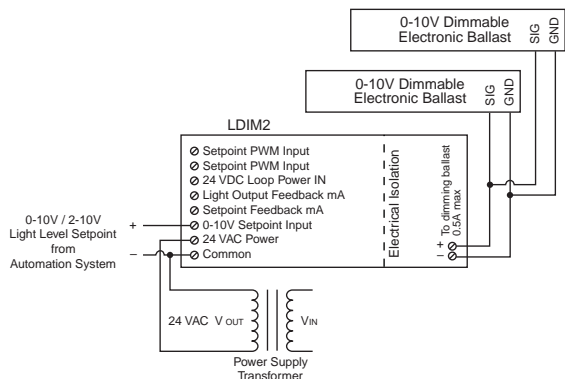 0-10V Dimmable
Electronic Ballast
SIG
GND
0-10V Dimmable
Electronic Ballast
SIG
GND
LDIM2
Setpoint PWM Input
Setpoint PWM Input
24 VDC Loop Power IN
Light Output Feedback mA
Setpoint Feedback mA
0-10V Setpoint Input
24 VAC Power
Common
Electrical Isolation
To dimming ballast
0.5A max
+
−
0-10V / 2-10V
Light Level Setpoint
from
Automation System
+
−
24 VAC V OUT
VIN
Power Supply
Transformer